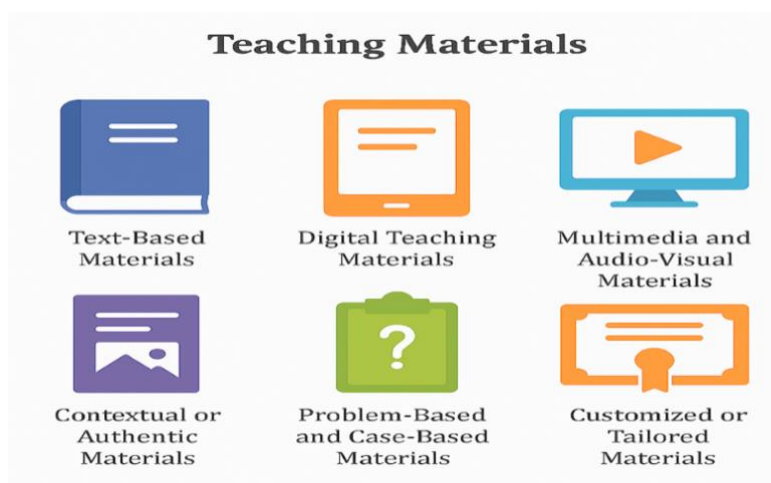 Teaching Materials
Text-Based
Materials
Digital Teaching
Materials
Multimedia and
Audio-Visual
Materials
Contextual or
Authentic
Materials
?
Problem-Based
and Case-Based
Materials
Customized or
Tailored
Materials